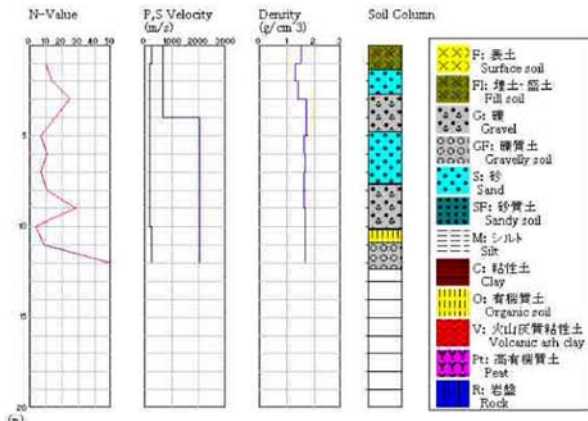 N-Value
P,S Velocity
(m/s)
Density
(g/cm^3)
Soil Column
0 10 20 30 40 50
0 1000 2000 3000
0 1 2 3
0
5
10
15
20
(m)
F: 表土
Surface soil
Fl: 埋土・盛土
Fill soil
G: 礫
Gravel
GF: 礫質土
Gravelly soil
S: 砂
Sand
SF: 砂質土
Sandy soil
M: シルト
Silt
C: 粘性土
Clay
O: 有機質土
Organic soil
V: 火山灰質粘性土
Volcanic ash clay
Pt: 高有機質土
Peat
R: 岩盤
Rock